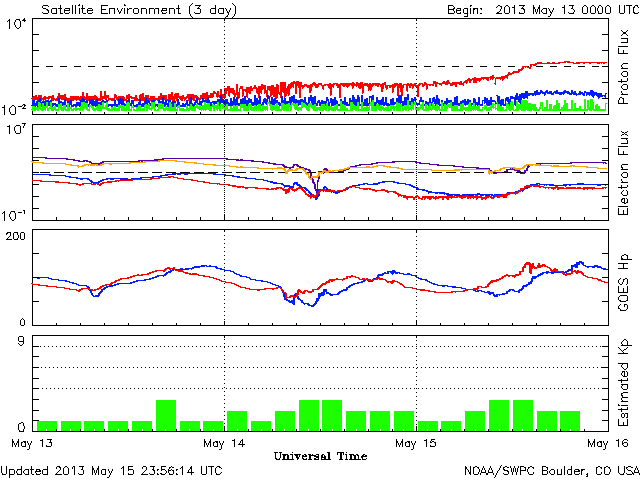 Satellite Environment (3 day) Begin: 2013 May 13 0000 UTC
10⁴
10⁻²
Proton Flux
10⁷
10⁻¹
Electron Flux
200
0
GOES Hp
9
0
Estimated Kp
May 13 May 14 May 15 May 16
Universal Time
Updated 2013 May 15 23:56:14 UTC NOAA/SWPC Boulder, CO USA